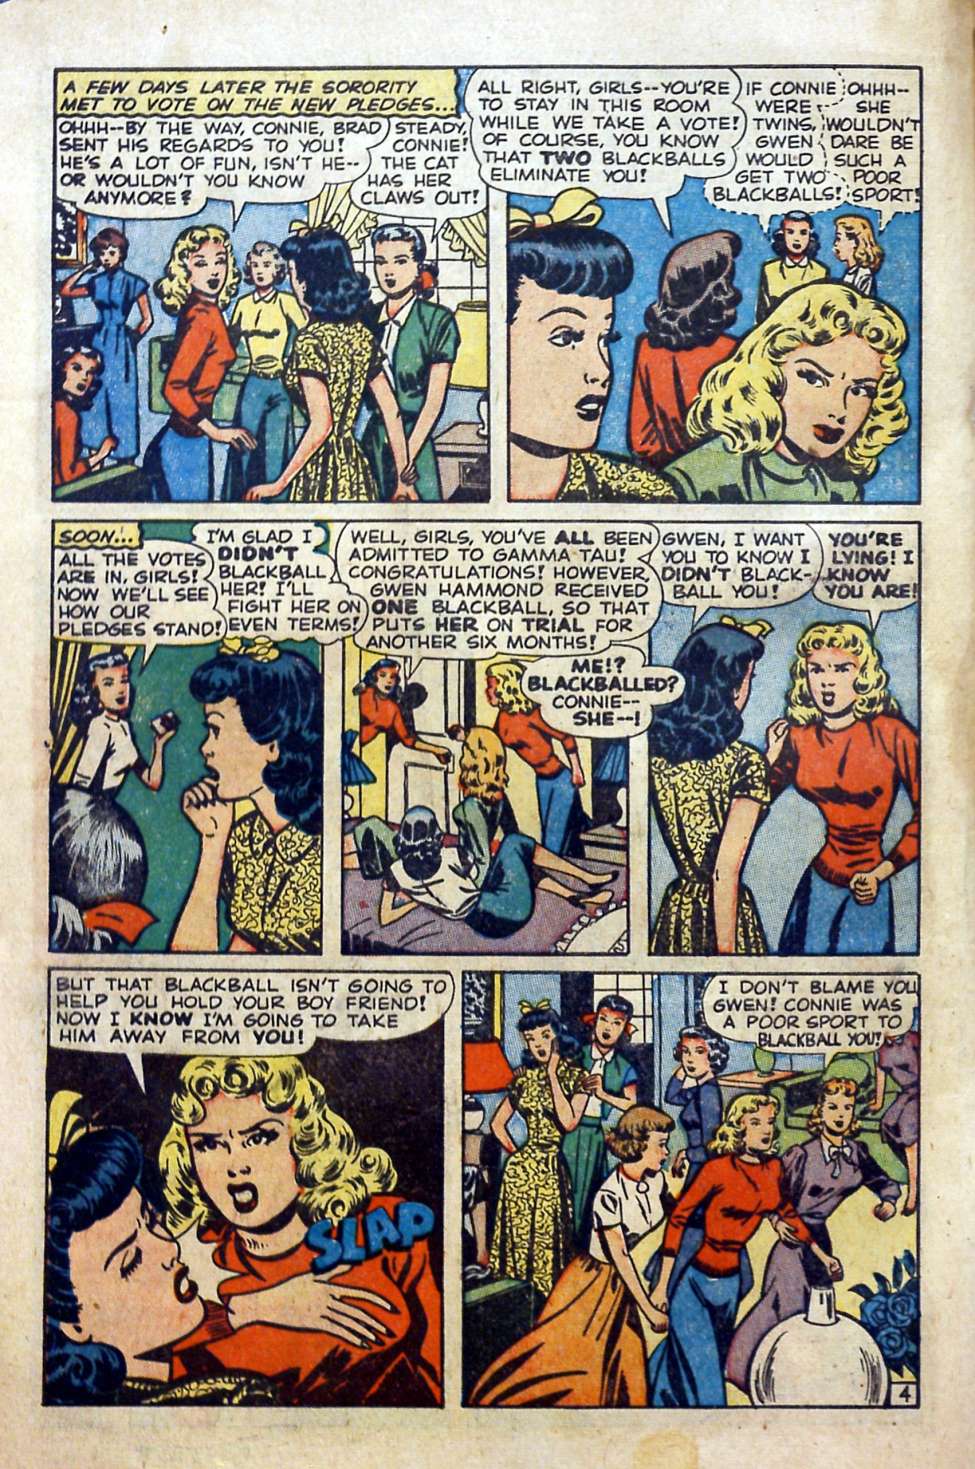 A FEW DAYS LATER THE SORORITY
MET TO VOTE ON THE NEW PLEDGES...
OHHH--BY THE WAY, CONNIE, BRAD
SENT HIS REGARDS TO YOU!
HE'S A LOT OF FUN, ISN'T HE--
OR WOULDN'T YOU KNOW
ANYMORE?
STEADY,
CONNIE!
THE CAT
HAS HER
CLAWS OUT!
ALL RIGHT, GIRLS--YOU'RE
TO STAY IN THIS ROOM
WHILE WE TAKE A VOTE!
OF COURSE, YOU KNOW
THAT TWO BLACKBALLS
ELIMINATE YOU!
IF CONNIE
WERE
TWINS,
GWEN
WOULD
GET TWO
BLACKBALLS!
OHHH--
SHE
WOULDN'T
DARE BE
SUCH A
POOR
SPORT!
SOON...
ALL THE VOTES
ARE IN, GIRLS!
NOW WE'LL SEE
HOW OUR
PLEDGES STAND!
I'M GLAD I
DIDN'T
BLACKBALL
HER! I'LL
FIGHT HER ON
EVEN TERMS!
WELL, GIRLS, YOU'VE ALL BEEN
ADMITTED TO GAMMA TAU!
CONGRATULATIONS! HOWEVER,
GWEN HAMMOND RECEIVED
ONE BLACKBALL, SO THAT
PUTS HER ON TRIAL FOR
ANOTHER SIX MONTHS!
ME!?
BLACKBALLED?
CONNIE--
SHE--!
GWEN, I WANT
YOU TO KNOW I
DIDN'T BLACK-
BALL YOU!
YOU'RE
LYING! I
KNOW
YOU ARE!
BUT THAT BLACKBALL ISN'T GOING TO
HELP YOU HOLD YOUR BOY FRIEND!
NOW I KNOW I'M GOING TO TAKE
HIM AWAY FROM YOU!
SLAP
I DON'T BLAME YOU
GWEN! CONNIE WAS
A POOR SPORT TO
BLACKBALL YOU!
4